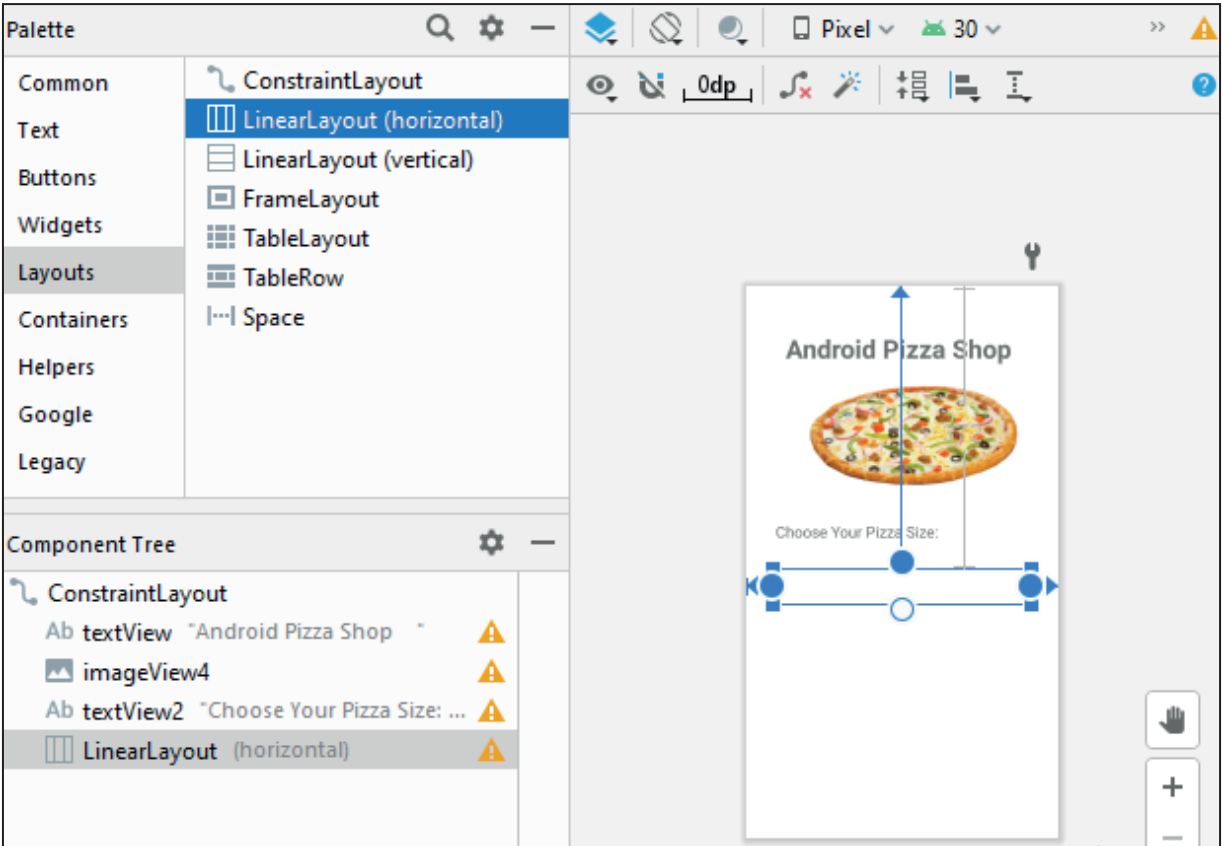 Palette
Pixel
30
Common
Text
Buttons
Widgets
Layouts
Containers
Helpers
Google
Legacy
ConstraintLayout
LinearLayout (horizontal)
LinearLayout (vertical)
FrameLayout
TableLayout
TableRow
Space
0dp
Component Tree
ConstraintLayout
Ab textView "Android Pizza Shop "
imageView4
Ab textView2 "Choose Your Pizza Size: ...
LinearLayout (horizontal)
Android Pizza Shop
Choose Your Pizza Size: